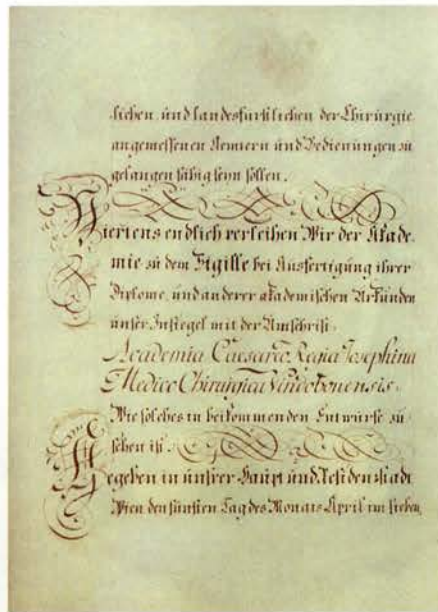 lichen und landesfürstlichen der Chirurgie
angemessenen Aemtern und Bedienungen zu
gelangen fähig seyn sollen.
Viertens endlich verleihen Wir der Akade-
mie zu dem Sigille bei Ausfertigung ihrer
Diplome und anderer akademischen Urkunden
unser Insiegel mit der Umschrift.
Academia Caesareo Regia Josephina
Medico Chirurgica Vindobonensis.
Wie solches in beikommenden Entwurfe zu
sehen ist.
Gegeben in unsrer Haupt und Residenzstadt
Wien den fünften Tag des Monats April im sieben